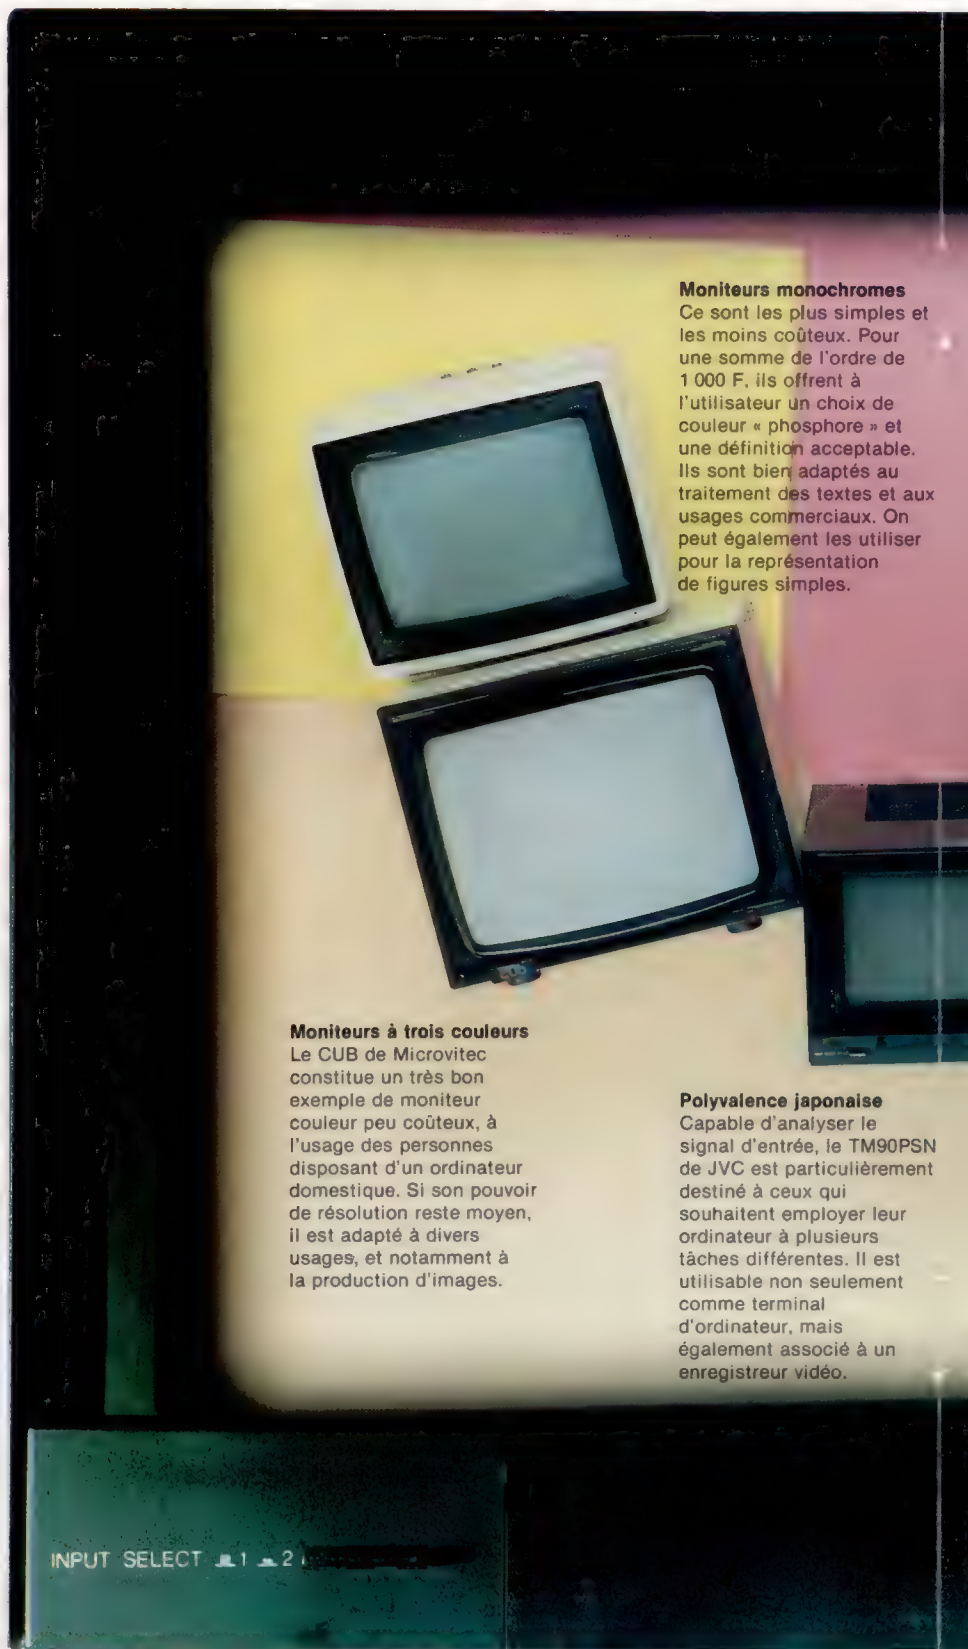 Moniteurs monochromes
Ce sont les plus simples et
les moins coûteux. Pour
une somme de l'ordre de
1 000 F, ils offrent à
l'utilisateur un choix de
couleur « phosphore » et
une définition acceptable.
Ils sont bien adaptés au
traitement des textes et aux
usages commerciaux. On
peut également les utiliser
pour la représentation
de figures simples.
Moniteurs à trois couleurs
Le CUB de Microvitec
constitue un très bon
exemple de moniteur
couleur peu coûteux, à
l'usage des personnes
disposant d'un ordinateur
domestique. Si son pouvoir
de résolution reste moyen,
il est adapté à divers
usages, et notamment à
la production d'images.
Polyvalence japonaise
Capable d'analyser le
signal d'entrée, le TM90PSN
de JVC est particulièrement
destiné à ceux qui
souhaitent employer leur
ordinateur à plusieurs
tâches différentes. Il est
utilisable non seulement
comme terminal
d'ordinateur, mais
également associé à un
enregistreur vidéo.
INPUT SELECT 1 2